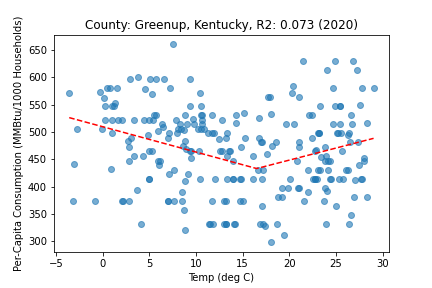 County: Greenup, Kentucky, R2: 0.073 (2020)
Per-Capita Consumption (MMBtu/1000 Households)
650
600
550
500
450
400
350
300
−5 0 5 10 15 20 25 30
Temp (deg C)